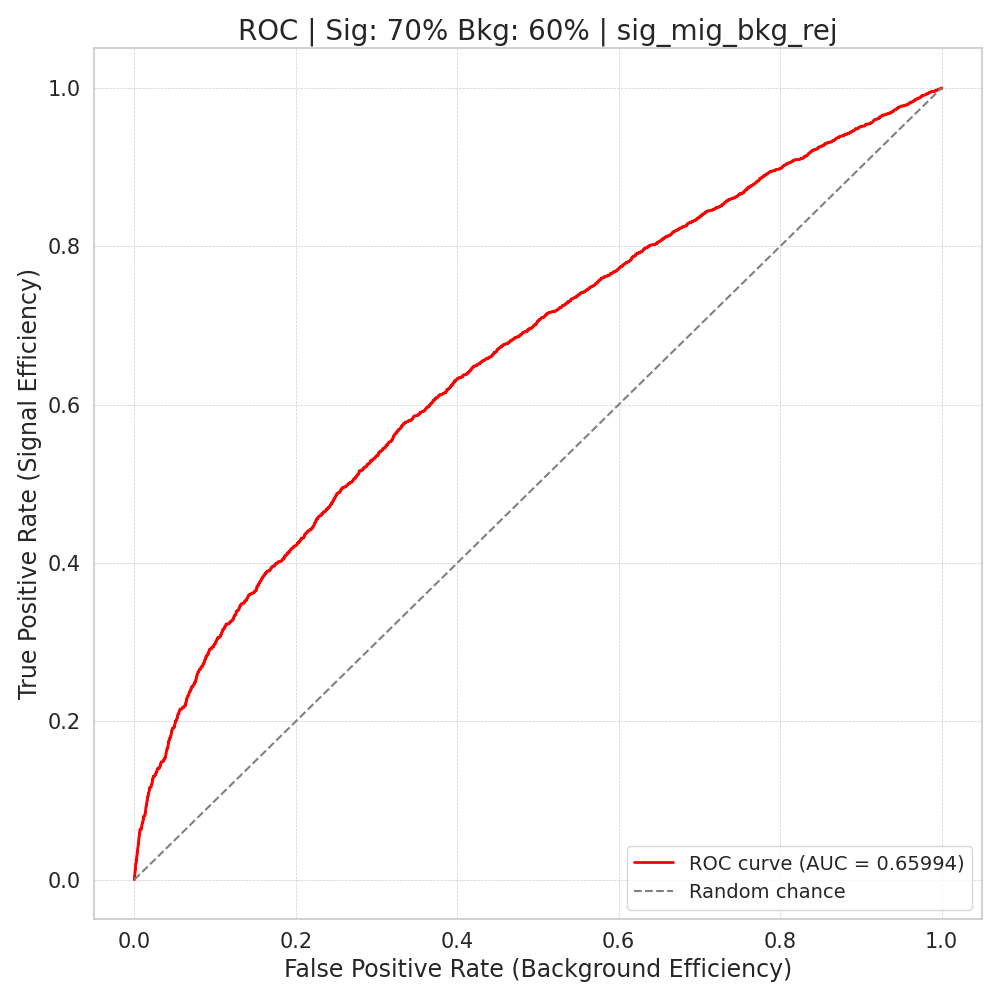 ROC | Sig: 70% Bkg: 60% | sig_mig_bkg_rej
True Positive Rate (Signal Efficiency)
1.0
0.8
0.6
0.4
0.2
0.0
ROC curve (AUC = 0.65994)
Random chance
0.0 0.2 0.4 0.6 0.8 1.0
False Positive Rate (Background Efficiency)